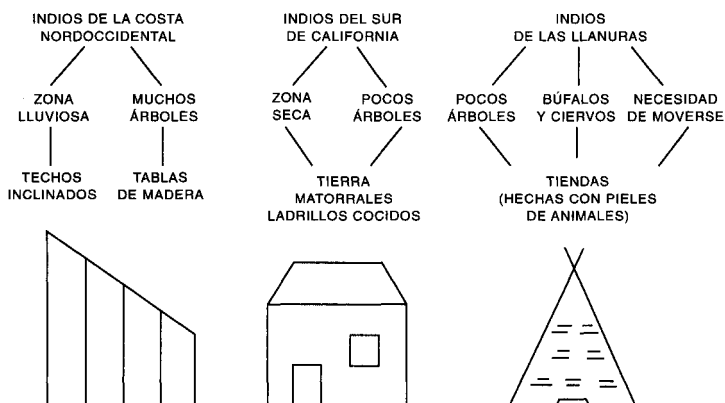 INDIOS DE LA COSTA
NORDOCCIDENTAL
ZONA
LLUVIOSA
MUCHOS
ÁRBOLES
TECHOS
INCLINADOS
TABLAS
DE MADERA
INDIOS DEL SUR
DE CALIFORNIA
ZONA
SECA
POCOS
ÁRBOLES
TIERRA
MATORRALES
LADRILLOS COCIDOS
INDIOS
DE LAS LLANURAS
POCOS
ÁRBOLES
BÚFALOS
Y CIERVOS
NECESIDAD
DE MOVERSE
TIENDAS
(HECHAS CON PIELES
DE ANIMALES)